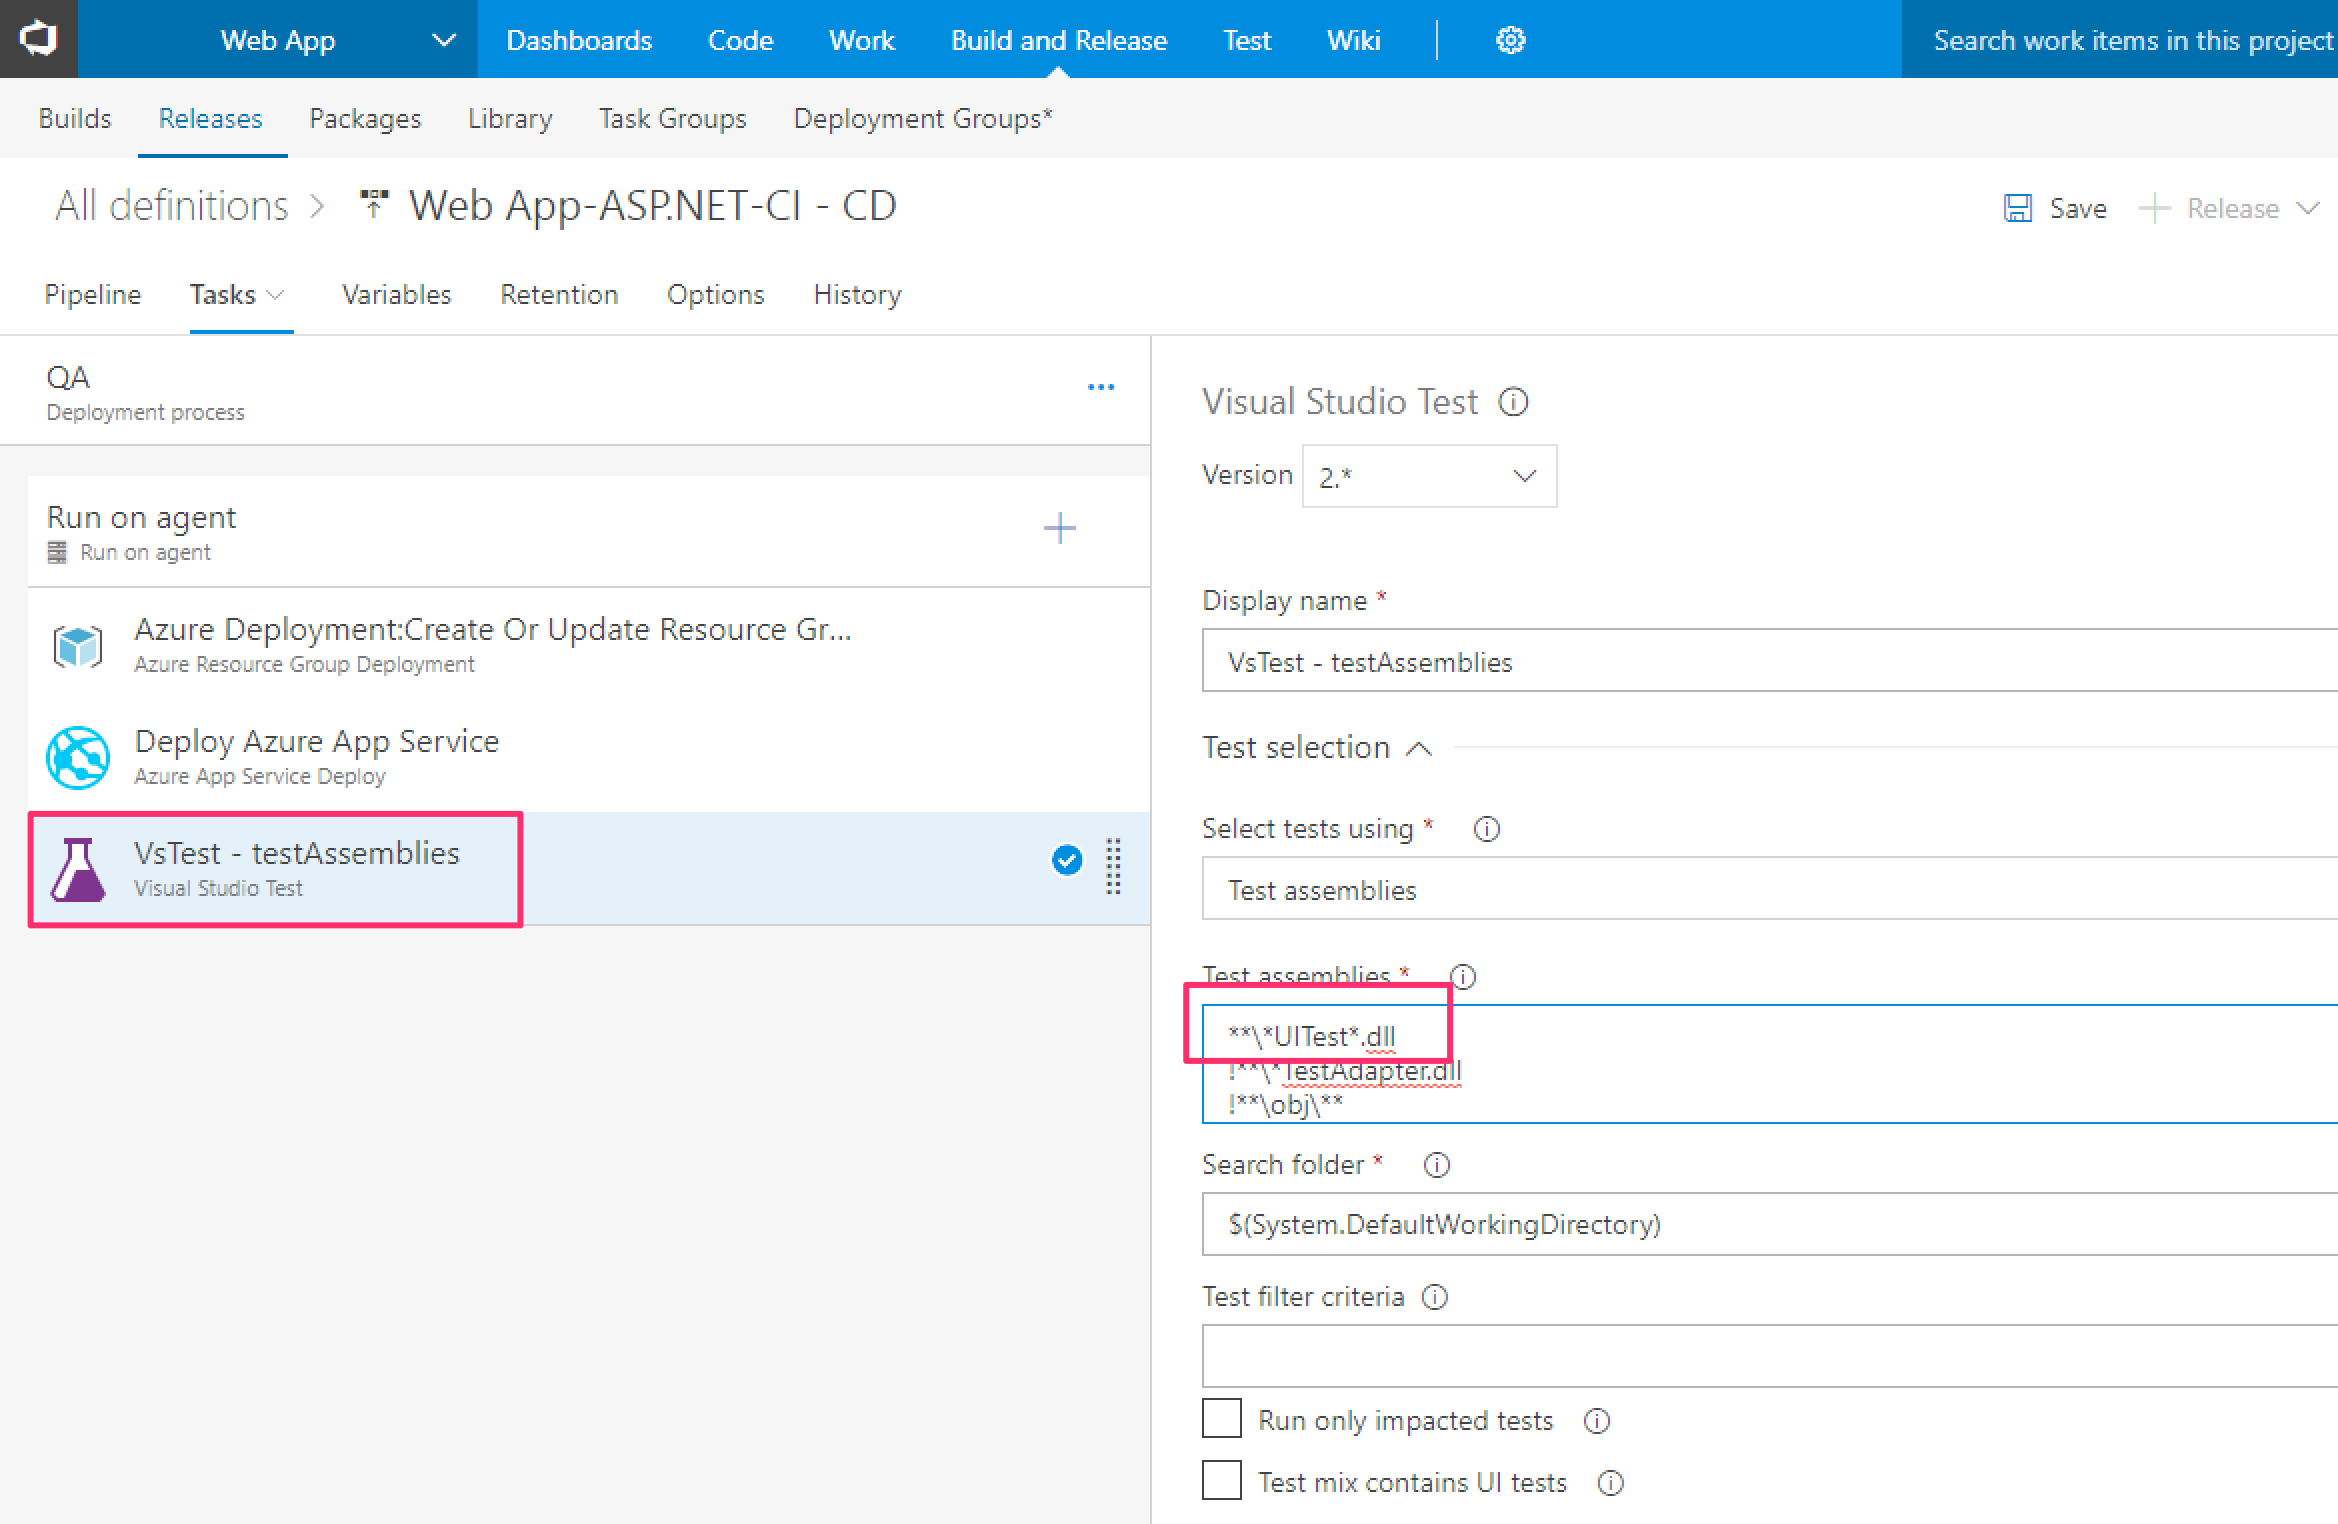 Web App Dashboards Code Work Build and Release Test Wiki Search work items in this project
Builds Releases Packages Library Task Groups Deployment Groups*
All definitions Web App-ASP.NET-CI - CD Save Release
Pipeline Tasks Variables Retention Options History
QA
Deployment process
Run on agent
Run on agent
Azure Deployment:Create Or Update Resource Gr...
Azure Resource Group Deployment
Deploy Azure App Service
Azure App Service Deploy
VsTest - testAssemblies
Visual Studio Test
Visual Studio Test
Version 2.*
Display name *
VsTest - testAssemblies
Test selection
Select tests using *
Test assemblies
Test assemblies *
**\*UITest*.dll
!**\*TestAdapter.dll
!**\obj\**
Search folder *
$(System.DefaultWorkingDirectory)
Test filter criteria
Run only impacted tests
Test mix contains UI tests